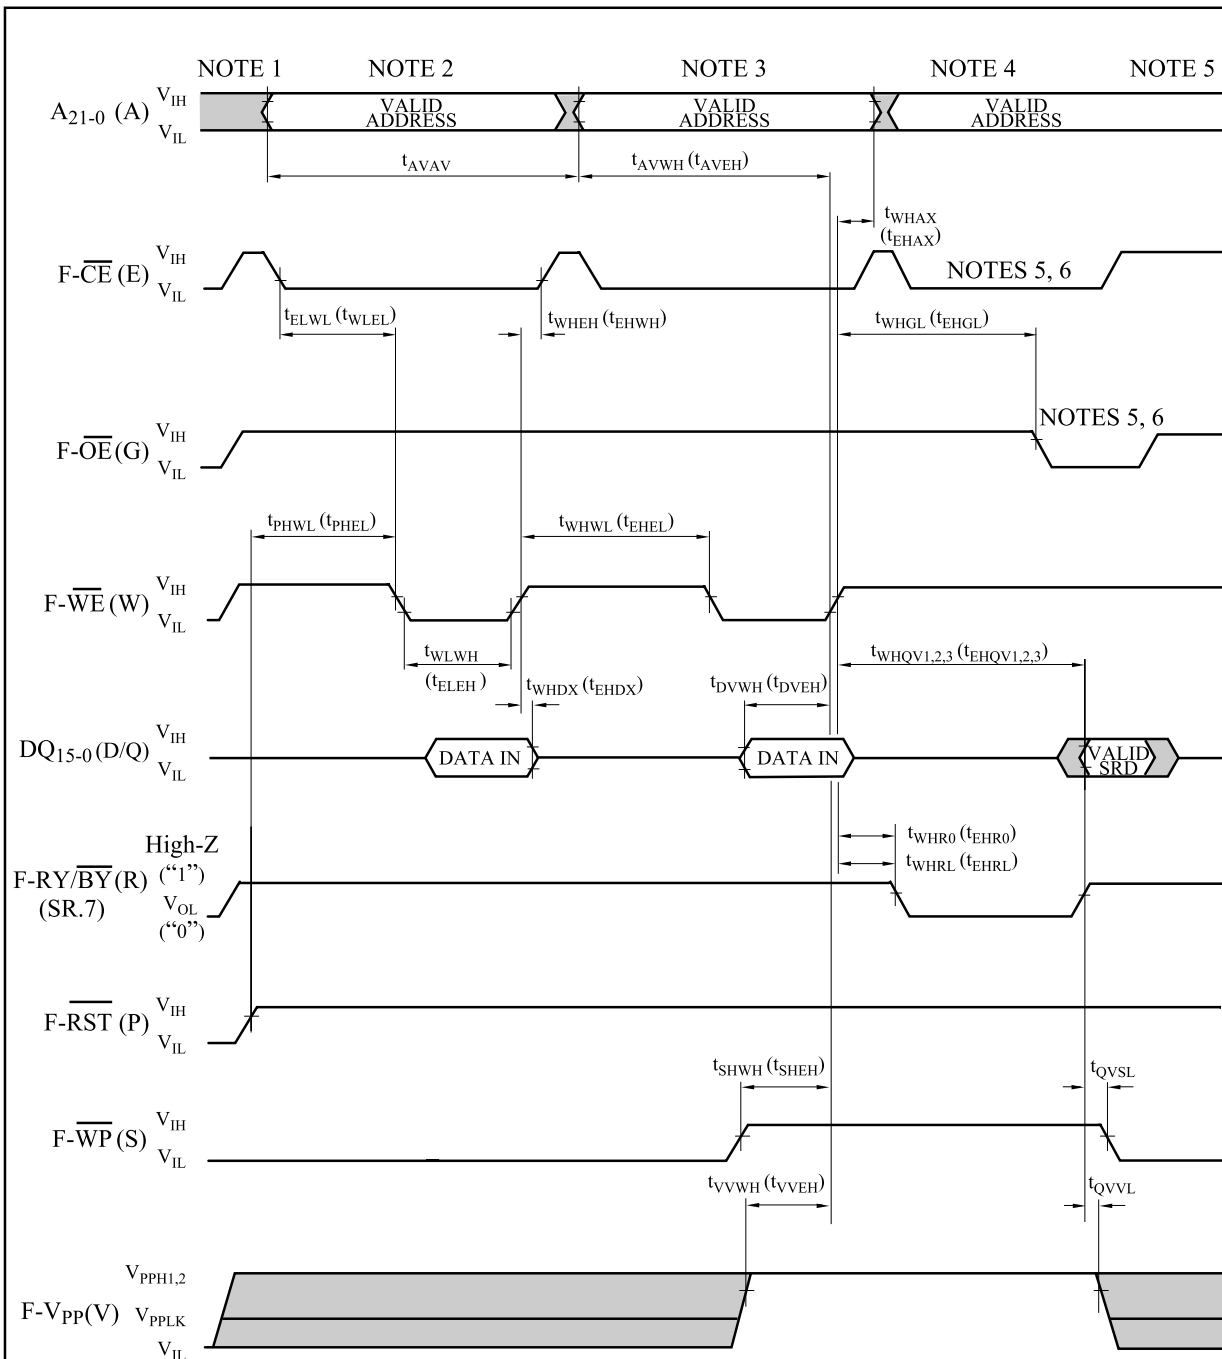 NOTE 1 NOTE 2 NOTE 3 NOTE 4 NOTE 5
A21-0 (A) VIH VIL
VALID ADDRESS VALID ADDRESS VALID ADDRESS
tAVAV tAVWH (tAVEH)
tWHAX
(tEHAX)
F-CE (E) VIH VIL
NOTES 5, 6
tELWL (tWLEL) tWHEH (tEHWH) tWHGL (tEHGL)
F-OE (G) VIH VIL
NOTES 5, 6
tPHWL (tPHEL) tWHWL (tEHEL)
F-WE (W) VIH VIL
tWLWH
(tELEH )
tWHQV1,2,3 (tEHQV1,2,3)
tWHDX (tEHDX) tDVWH (tDVEH)
DQ15-0 (D/Q) VIH VIL
DATA IN DATA IN VALID SRD
tWHR0 (tEHR0)
tWHRL (tEHRL)
High-Z
(“1”)
F-RY/BY (R)
(SR.7)
VOL
(“0”)
F-RST (P) VIH VIL
tSHWH (tSHEH) tQVSL
F-WP (S) VIH VIL
tVVWH (tVVEH) tQVVL
F-VPP (V) VPPH1,2
VPPLK
VIL